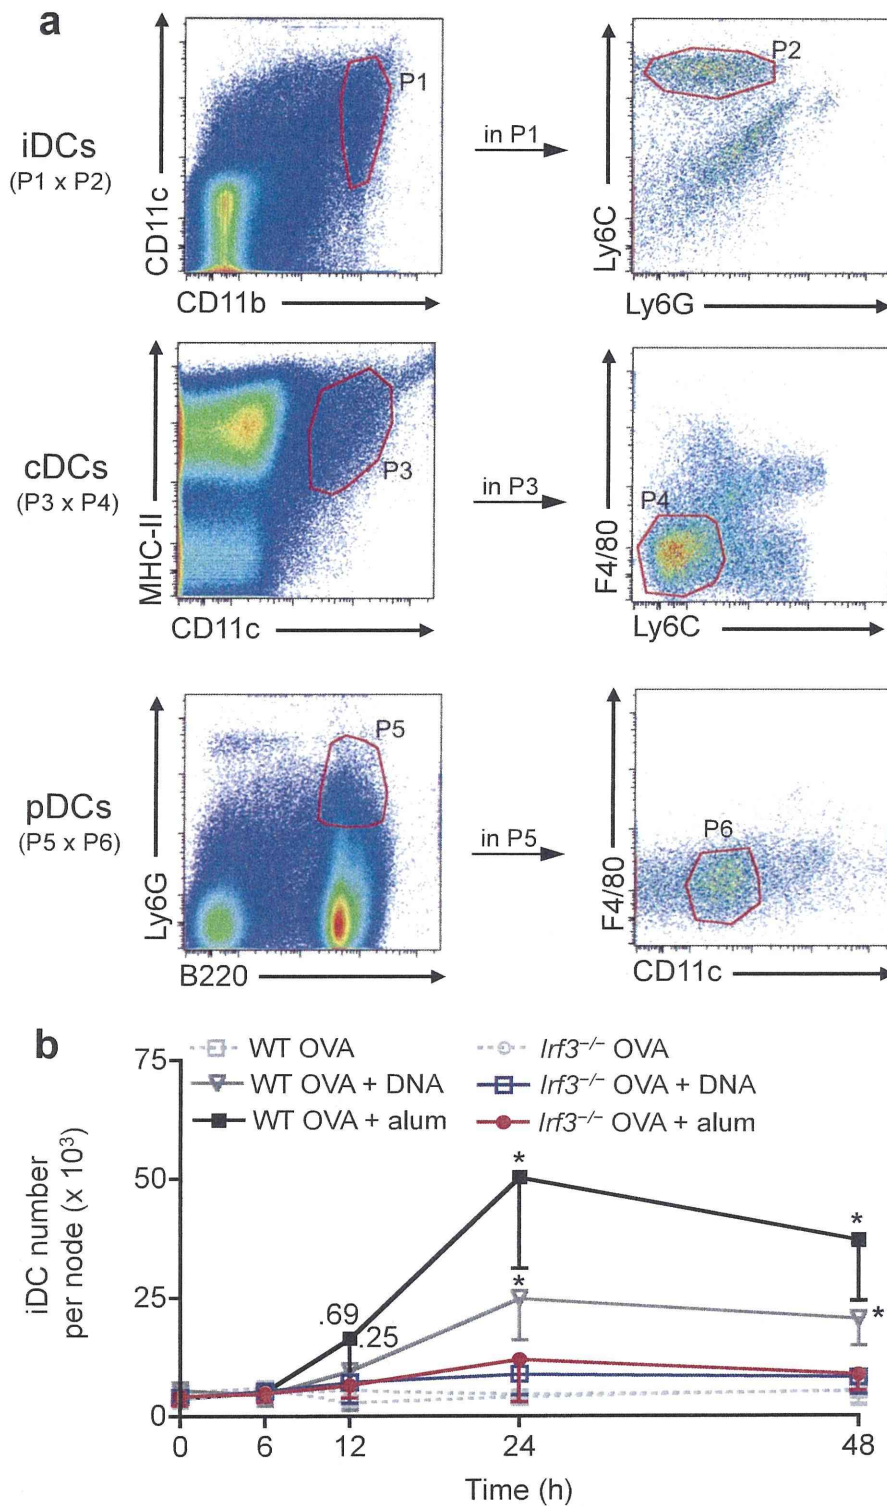 a
iDCs
(P1 x P2)
CD11c
P1
CD11b
in P1
P2
Ly6C
Ly6G
cDCs
(P3 x P4)
MHC-II
P3
CD11c
in P3
P4
F4/80
Ly6C
pDCs
(P5 x P6)
Ly6G
P5
B220
in P5
P6
F4/80
CD11c
b
WT OVA
Irf3–/– OVA
WT OVA + DNA
Irf3–/– OVA + DNA
WT OVA + alum
Irf3–/– OVA + alum
iDC number
per node (x 10³)
75
50
25
0
.69
.25
*
*
*
*
0 6 12 24 48
Time (h)